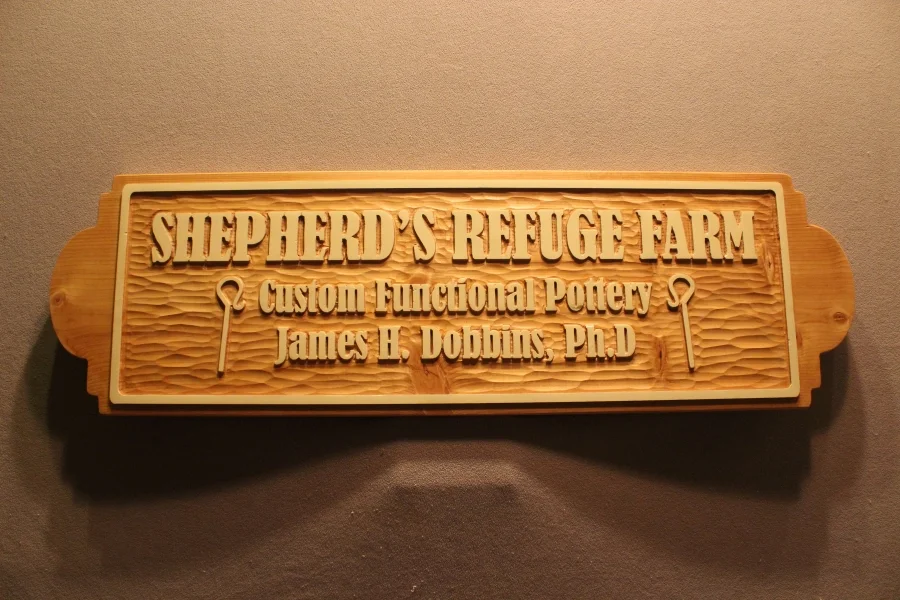 SHEPHERD'S REFUGE FARM
Custom Functional Pottery
James H. Dobbins, Ph.D